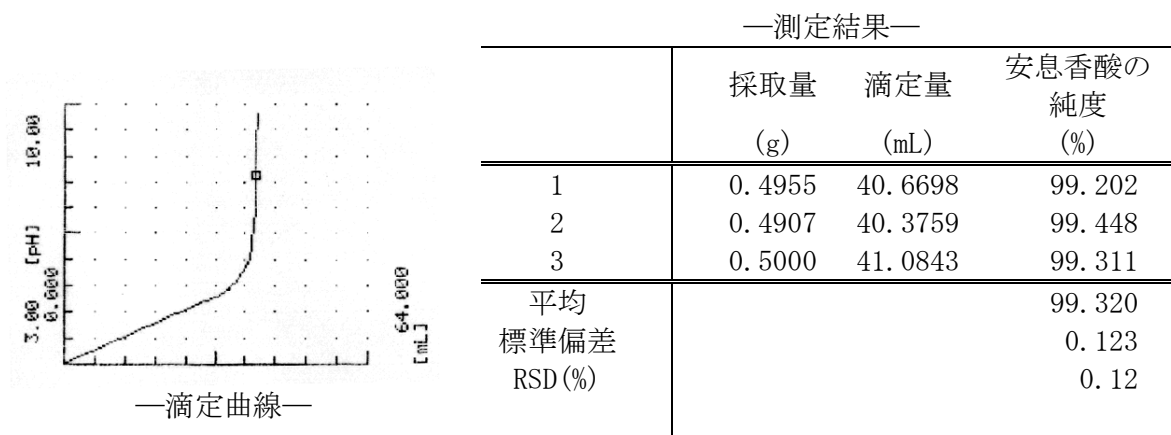 10.00
[pH]
3.00
0.000
64.000
[mL]
―滴定曲線―
―測定結果―
採取量 滴定量 安息香酸の
純度
(g) (mL) (%)
1 0.4955 40.6698 99.202
2 0.4907 40.3759 99.448
3 0.5000 41.0843 99.311
平均 99.320
標準偏差 0.123
RSD(%) 0.12